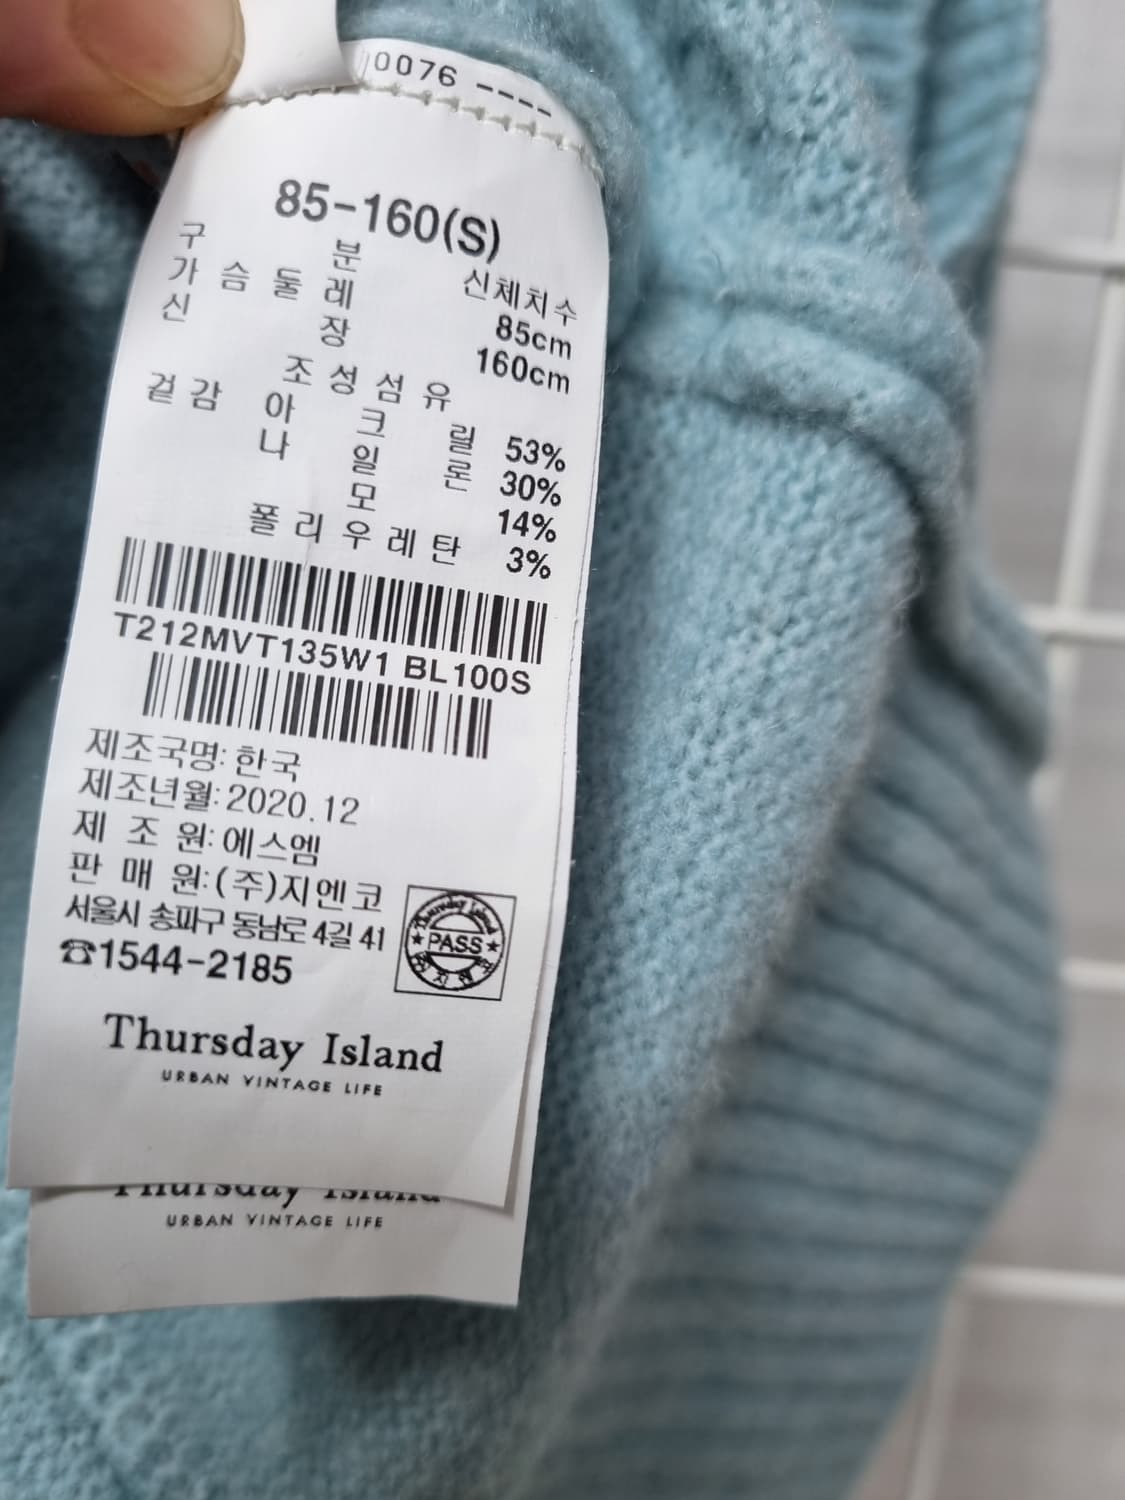 0076 ----
85-160(S)
구 분 신체치수
가 슴 둘 레 85cm
신 장 160cm
조 성 섬 유
겉 감 아 크 릴 53%
나 일 론 30%
모 14%
폴 리 우 레 탄 3%
T212MVT135W1 BL100S
제조국명: 한국
제조년월: 2020.12
제 조 원: 에스엠
판 매 원: (주)지엔코
서울시 송파구 동남로 4길 41
☎1544-2185
Thursday Island
★ PASS ★
Thursday Island
URBAN VINTAGE LIFE
Thursday Island
URBAN VINTAGE LIFE